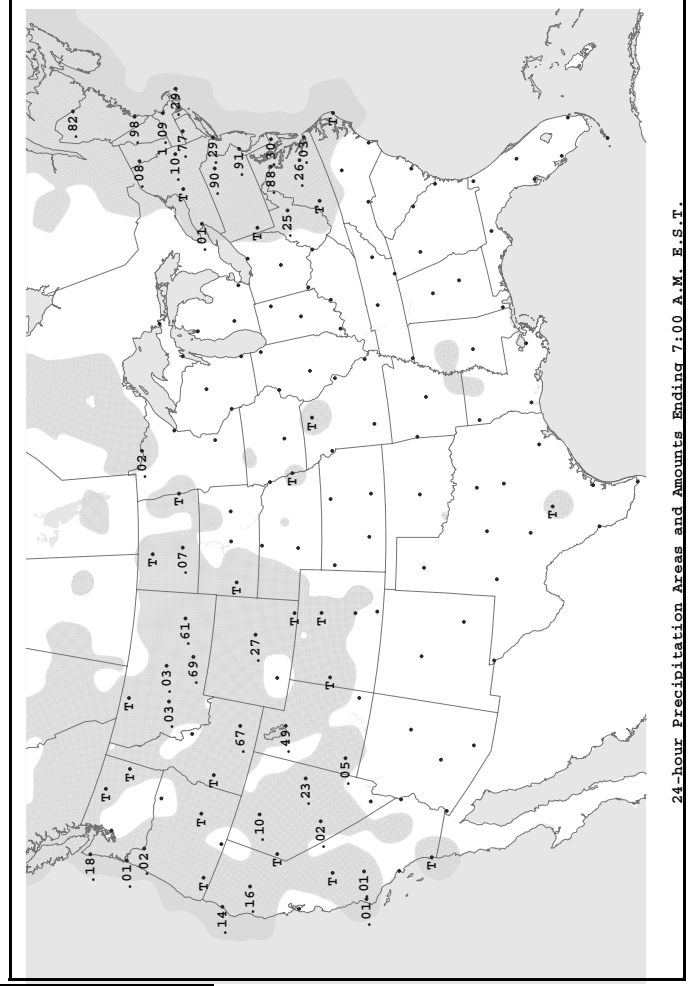 .82
.18
T
.01
T
T
.98
.08
.02
.02
T
1.09
.03
.03
.10
.29
T
.07
.77
T
.61
.69
T
.01
T
T
.90
.29
.14
T
.67
.91
.16
.27
T
.10
.88
.30
T
.49
.25
T
T
.26
.03
.23
T
T
.02
T
T
T
T
.05
.01
.01
T
T
24-hour Precipitation Areas and Amounts Ending 7:00 A.M. E.S.T.